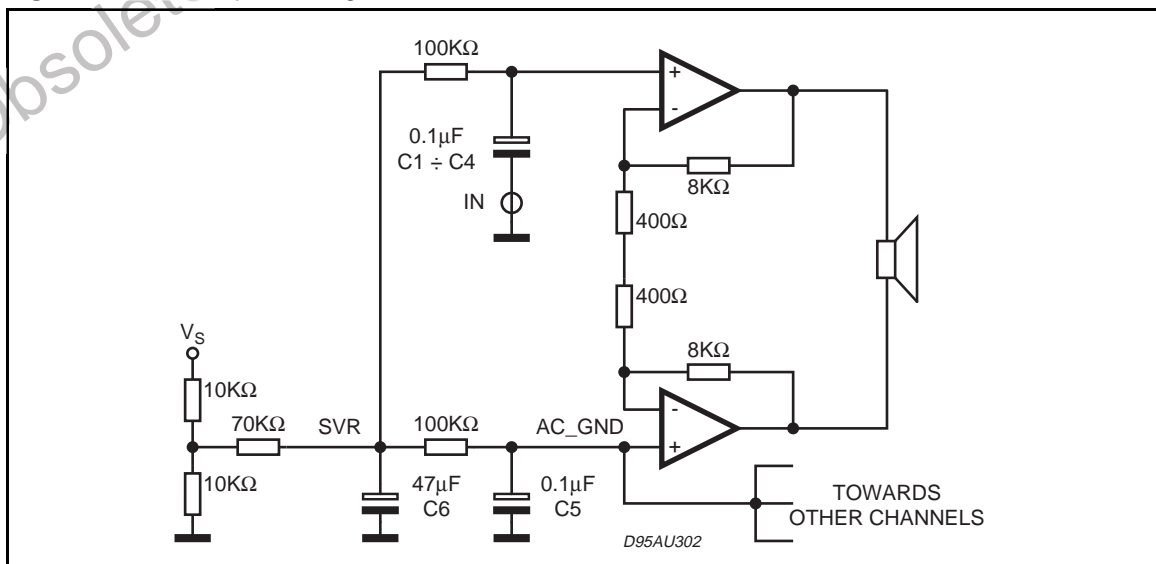 obsolete
100KΩ
+
-
0.1µF
C1 ÷ C4
8KΩ
IN
400Ω
400Ω
VS
8KΩ
10KΩ
70KΩ
SVR
100KΩ
AC_GND
-
+
10KΩ
47µF
C6
0.1µF
C5
TOWARDS
OTHER CHANNELS
D95AU302